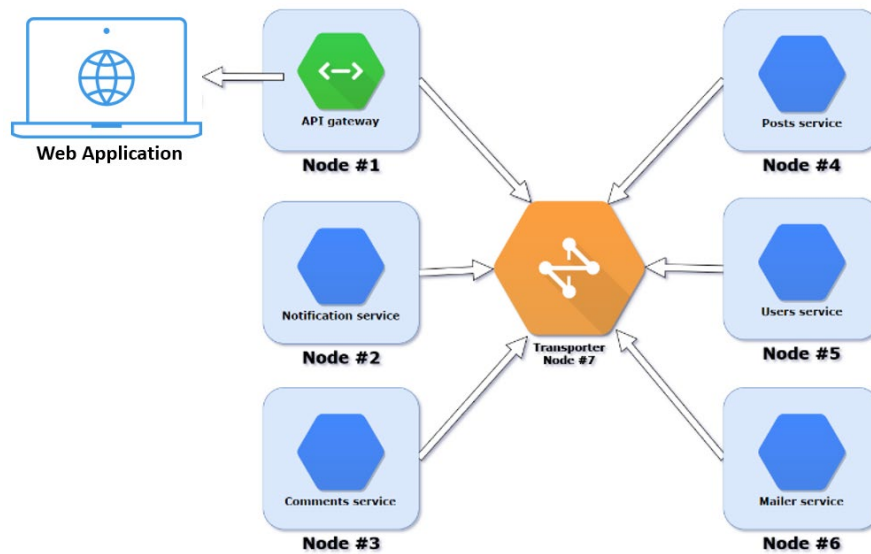 Web Application
API gateway
Node #1
Notification service
Node #2
Comments service
Node #3
Transporter
Node #7
Posts service
Node #4
Users service
Node #5
Mailer service
Node #6